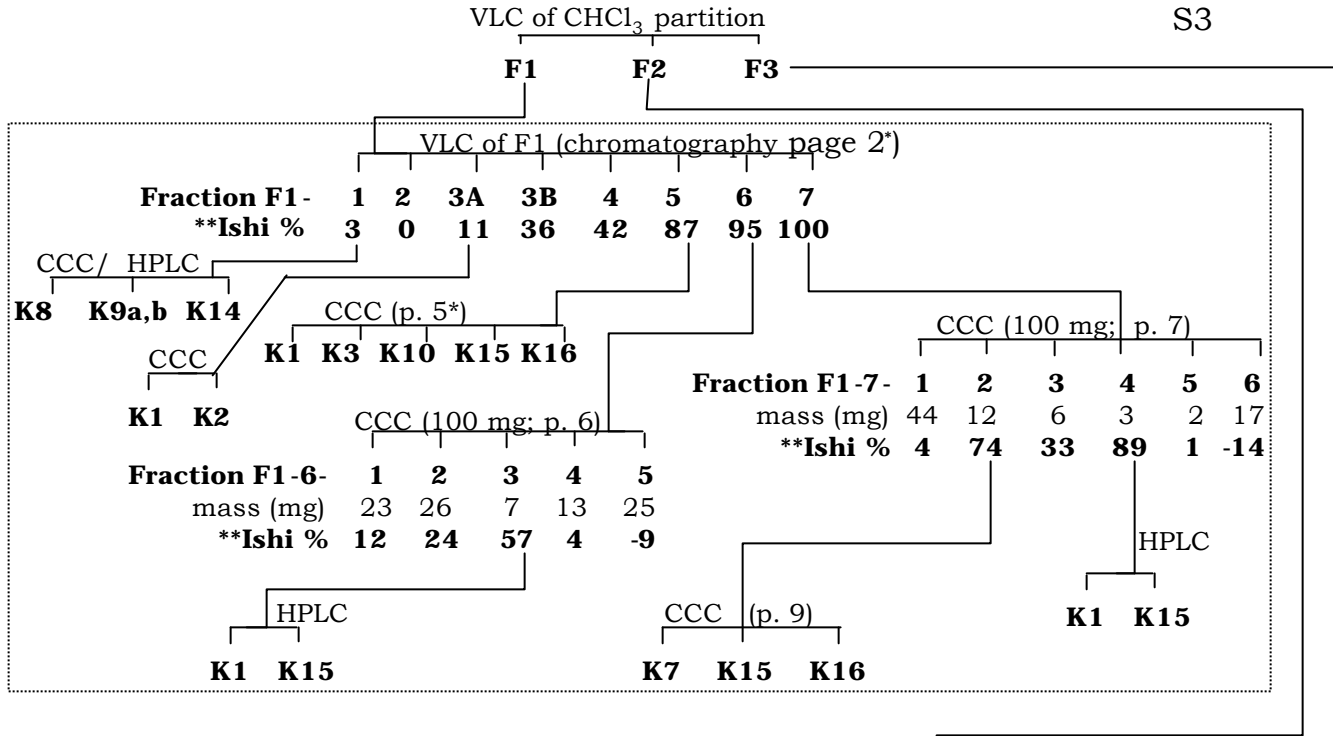 VLC of CHCl3 partition
S3
F1 F2 F3
VLC of F1 (chromatography page 2*)
Fraction F1- 1 2 3A 3B 4 5 6 7
**Ishi % 3 0 11 36 42 87 95 100
CCC/ HPLC
K8 K9a,b K14
CCC (p. 5*)
K1 K3 K10 K15 K16
CCC
K1 K2
CCC (100 mg; p. 7)
Fraction F1-7- 1 2 3 4 5 6
mass (mg) 44 12 6 3 2 17
**Ishi % 4 74 33 89 1 -14
CCC (100 mg; p. 6)
Fraction F1-6- 1 2 3 4 5
mass (mg) 23 26 7 13 25
**Ishi % 12 24 57 4 -9
HPLC
K1 K15
CCC (p. 9)
K7 K15 K16
HPLC
K1 K15